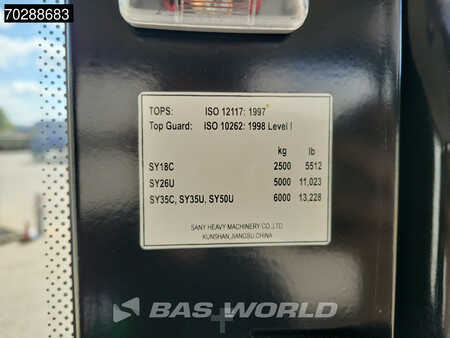 70288683
TOPS: ISO 12117: 1997
Top Guard: ISO 10262: 1998 Level I
kg lb
SY18C 2500 5512
SY26U 5000 11,023
SY35C, SY35U, SY50U 6000 13,228
SANY HEAVY MACHINERY CO.,LTD
KUNSHAN,JIANGSU,CHINA
BAS WORLD